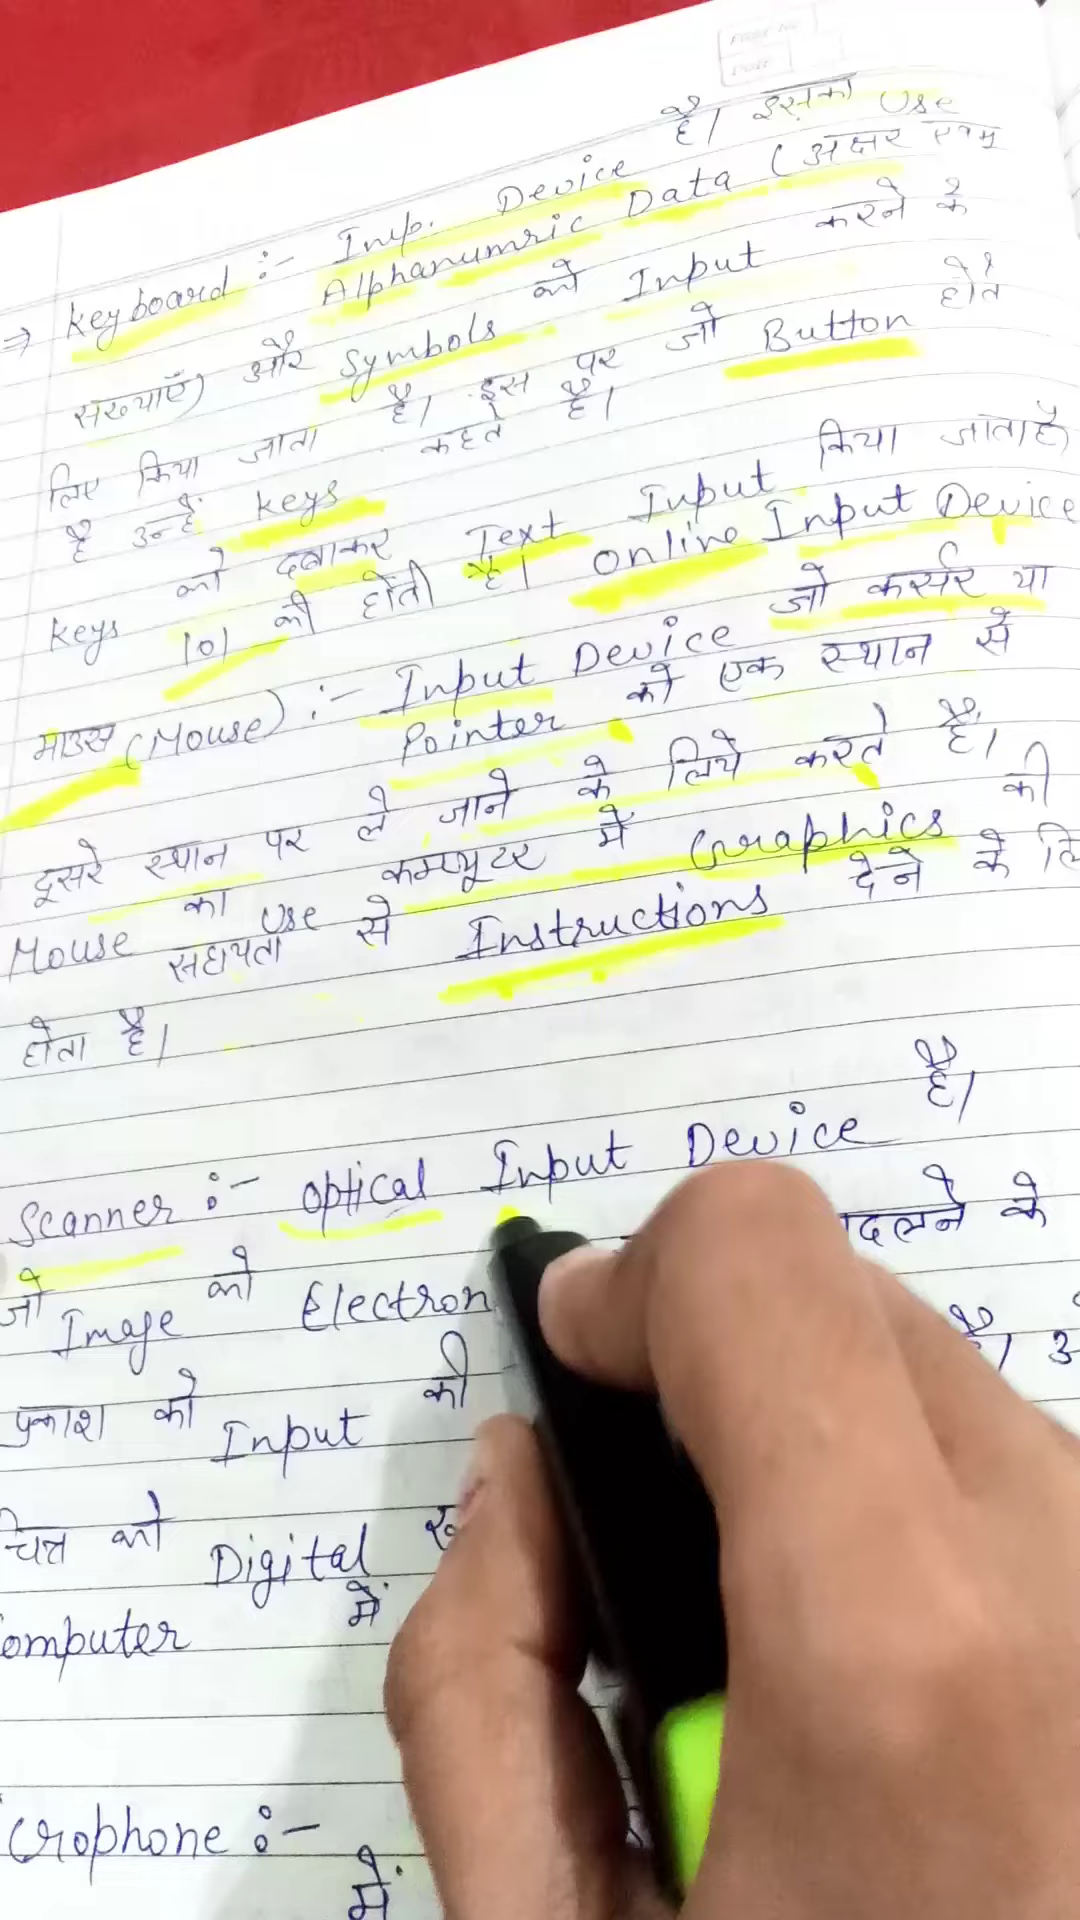 ⇒ Keyboard :- Inp. Device है। इसका Use
Alphanumric Data (अक्षर एवम्
संख्याएँ) और Symbols को Input करने के
लिए किया जाता है। इस पर जो Button होते
है उन्हें keys कहते है।
Keys को दबाकर Text Input किया जाता है
101 की होती है। Online Input Device
माउस (Mouse) :- Input Device जो कर्सर या
Pointer को एक स्थान से
दूसरे स्थान पर ले जाने के लिये करते है।
Mouse का Use कम्प्यूटर में Graphics की
सहायता से Instructions देने के लि
होता है।
Scanner :- Optical Input Device है।
जो Image को Electron दलने के
प्रकाश को Input की है।
चित्र को Digital
omputer में
crophone :-
में